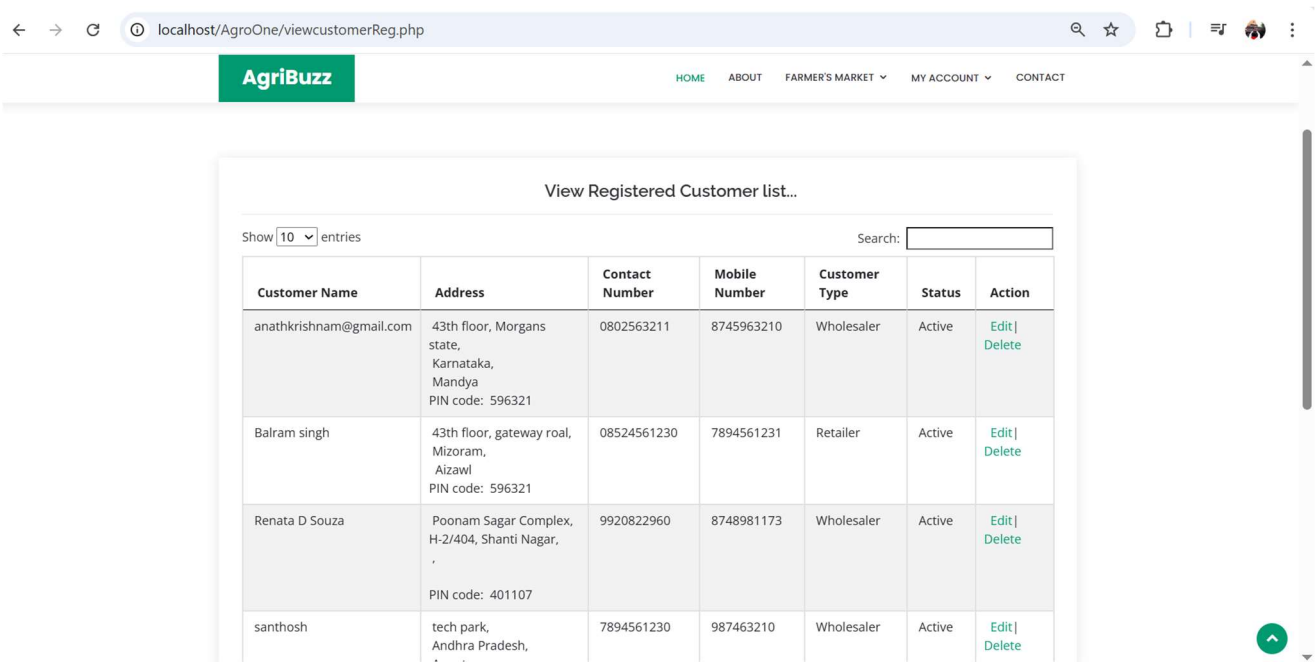 localhost/AgroOne/viewcustomerReg.php
AgriBuzz
HOME ABOUT FARMER'S MARKET MY ACCOUNT CONTACT
View Registered Customer list...
Show 10 entries
Search:
Customer Name Address Contact Number Mobile Number Customer Type Status Action
anathkrishnam@gmail.com 43th floor, Morgans 0802563211 8745963210 Wholesaler Active Edit|
state, Delete
Karnataka,
Mandya
PIN code: 596321
Balram singh 43th floor, gateway roal, 08524561230 7894561231 Retailer Active Edit|
Mizoram, Delete
Aizawl
PIN code: 596321
Renata D Souza Poonam Sagar Complex, 9920822960 8748981173 Wholesaler Active Edit|
H-2/404, Shanti Nagar, Delete
,
PIN code: 401107
santhosh tech park, 7894561230 987463210 Wholesaler Active Edit|
Andhra Pradesh, Delete